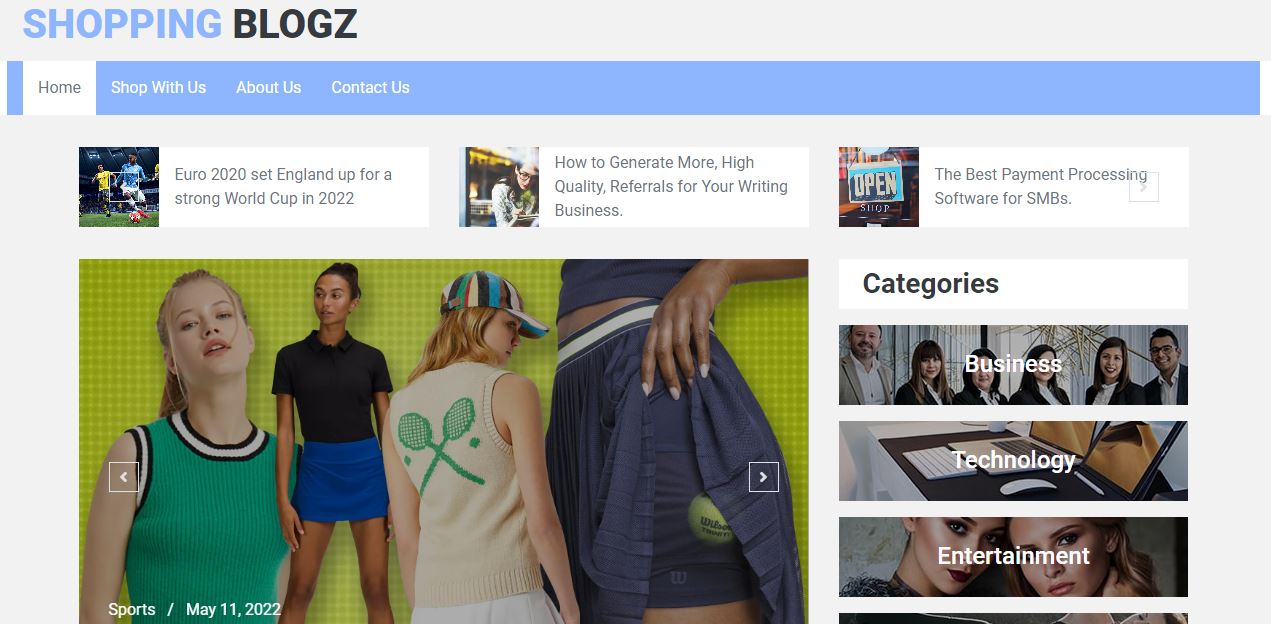 SHOPPING BLOGZ
Home Shop With Us About Us Contact Us
Euro 2020 set England up for a
strong World Cup in 2022
How to Generate More, High
Quality, Referrals for Your Writing
Business.
OPEN
SHOP
The Best Payment Processing
Software for SMBs.
Categories
Business
Technology
Entertainment
Wilson
Sports / May 11, 2022